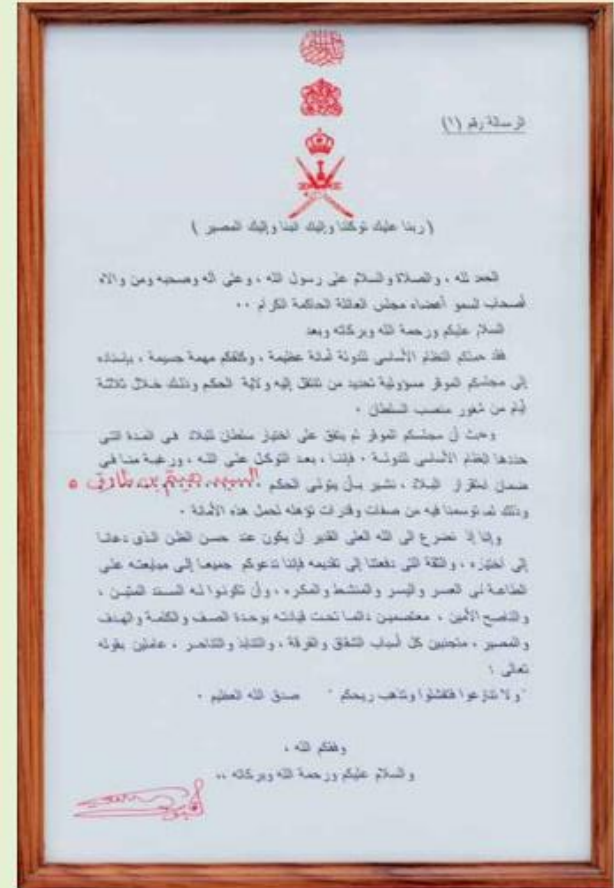 الرسالة رقم (١)
( ربنا عليك توكلنا وإليك أنبنا وإليك المصير )
الحمد لله ، والصلاة والسلام على رسول الله ، وعلى آله وصحبه ومن والاه
أصحاب السمو أعضاء مجلس العائلة الحاكمة الكرام ..
السلام عليكم ورحمة الله وبركاته وبعد
فقد حملكم النظام الأساسي للدولة أمانة عظيمة ، وكلفكم مهمة جسيمة ، بإسناده
إلى مجلسكم الموقر مسؤولية تحديد من تنتقل إليه ولاية الحكم وذلك خلال ثلاثة
أيام من شغور منصب السلطان .
وحيث أن مجلسكم الموقر لم يتفق على اختيار سلطان للبلاد في المدة التي
حددها النظام الأساسي للدولة . فإننا ، بعد التوكل على الله ، ورغبة منا في
ضمان استقرار البلاد ، نشير بأن يتولى الحكم السيد هيثم بن طارق
وذلك لما توسمنا فيه من صفات وقدرات تؤهله لحمل هذه الأمانة .
وإننا إذ نضرع الى الله العلي القدير أن يكون عند حسن الظن الذي دعانا
إلى اختياره ، والثقة التي دفعتنا إلى تقديمه فإننا ندعوكم جميعا إلى مبايعته على
الطاعة في العسر واليسر والمنشط والمكره ، وأن تكونوا له السند المتين ،
والناصح الأمين ، معتصمين دائما تحت قيادته بوحدة الصف والكلمة والهدف
والمصير ، متجنبين كل أسباب الشقاق والفرقة ، والتنابذ والتناحر ، عاملين بقوله
تعالى :
"ولا تنازعوا فتفشلوا وتذهب ريحكم " صدق الله العظيم .
وفقكم الله ،
والسلام عليكم ورحمة الله وبركاته ،،